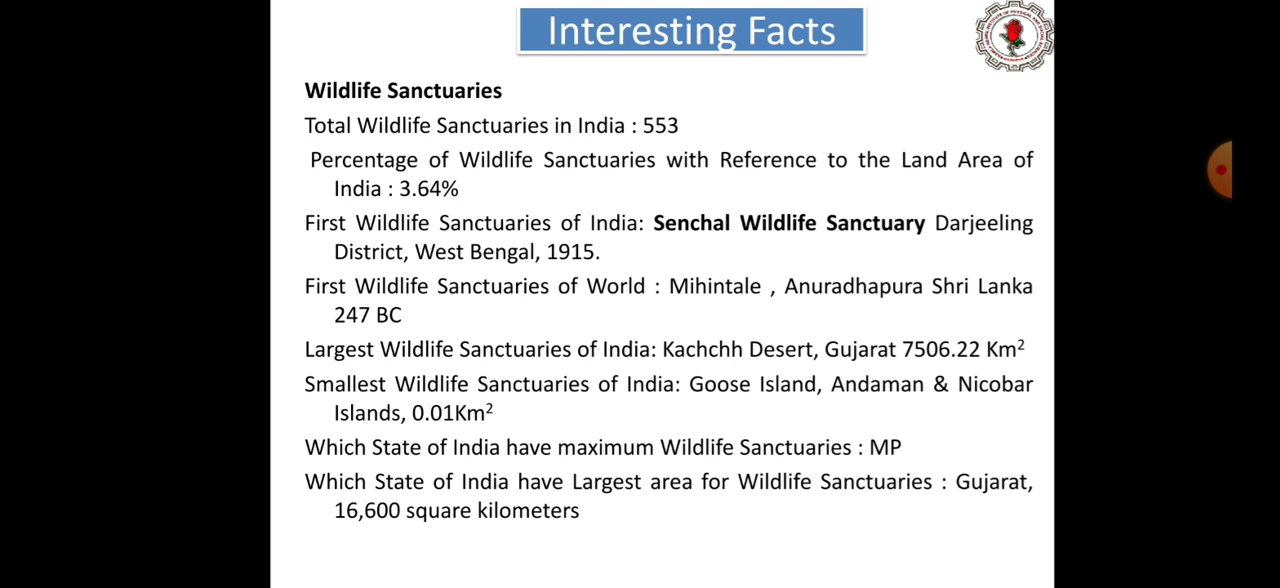 Interesting Facts
Wildlife Sanctuaries
Total Wildlife Sanctuaries in India : 553
Percentage of Wildlife Sanctuaries with Reference to the Land Area of
India : 3.64%
First Wildlife Sanctuaries of India: Senchal Wildlife Sanctuary Darjeeling
District, West Bengal, 1915.
First Wildlife Sanctuaries of World : Mihintale , Anuradhapura Shri Lanka
247 BC
Largest Wildlife Sanctuaries of India: Kachchh Desert, Gujarat 7506.22 Km²
Smallest Wildlife Sanctuaries of India: Goose Island, Andaman & Nicobar
Islands, 0.01Km²
Which State of India have maximum Wildlife Sanctuaries : MP
Which State of India have Largest area for Wildlife Sanctuaries : Gujarat,
16,600 square kilometers